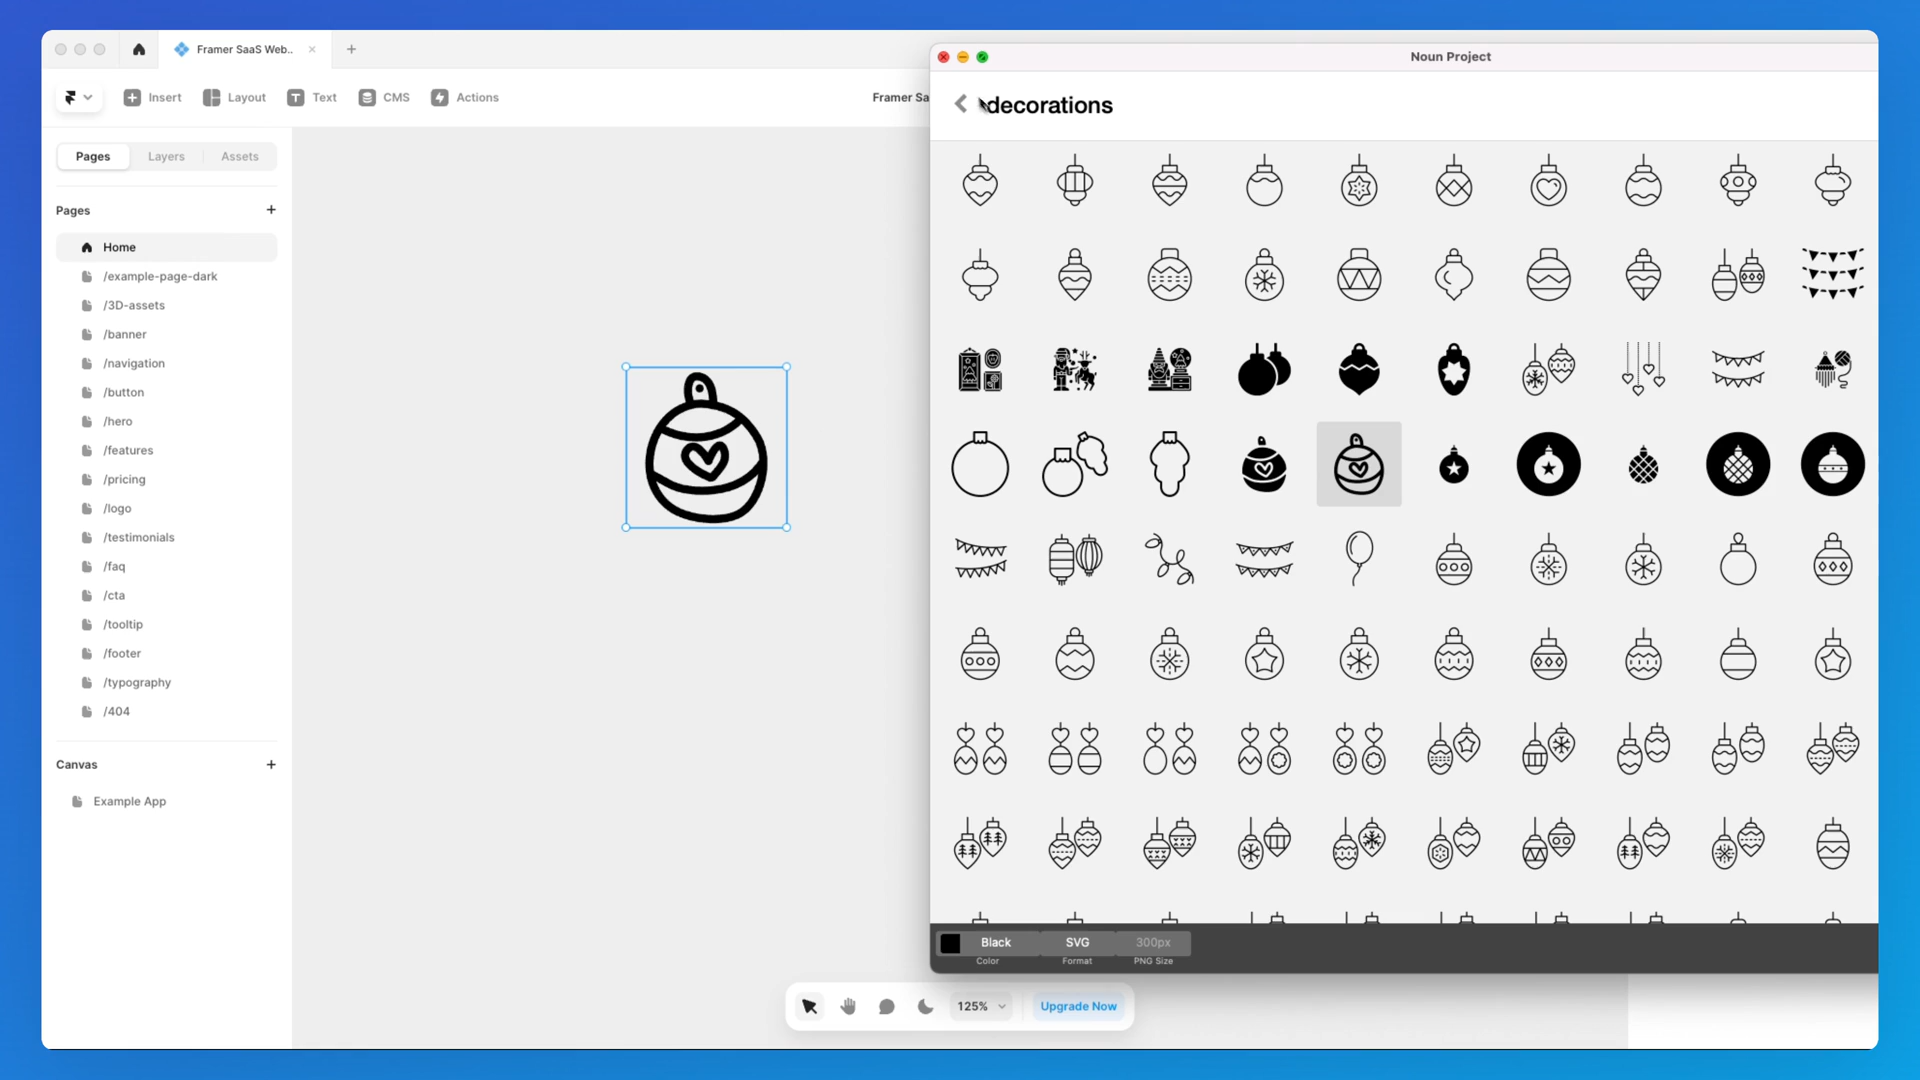 Framer SaaS Web..
Noun Project
Insert
Layout
Text
CMS
Actions
Framer Sa
decorations
Pages
Layers
Assets
Pages
Home
/example-page-dark
/3D-assets
/banner
/navigation
/button
/hero
/features
/pricing
/logo
/testimonials
/faq
/cta
/tooltip
/footer
/typography
/404
Canvas
Example App
Black
SVG
300px
Color
Format
PNG Size
125%
Upgrade Now